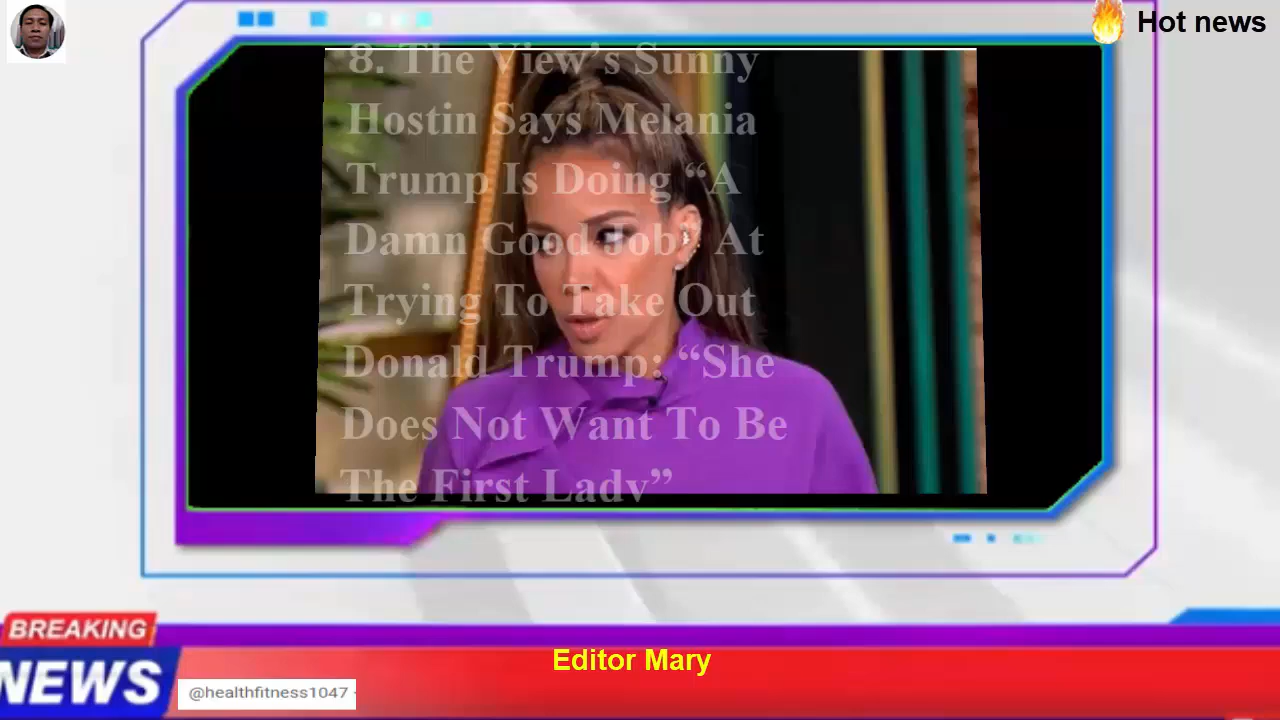 Hot news
8. The View’s Sunny
Hostin Says Melania
Trump Is Doing “A
Damn Good Job” At
Trying To Take Out
Donald Trump: “She
Does Not Want To Be
The First Lady”
BREAKING
NEWS
Editor Mary
@healthfitness1047